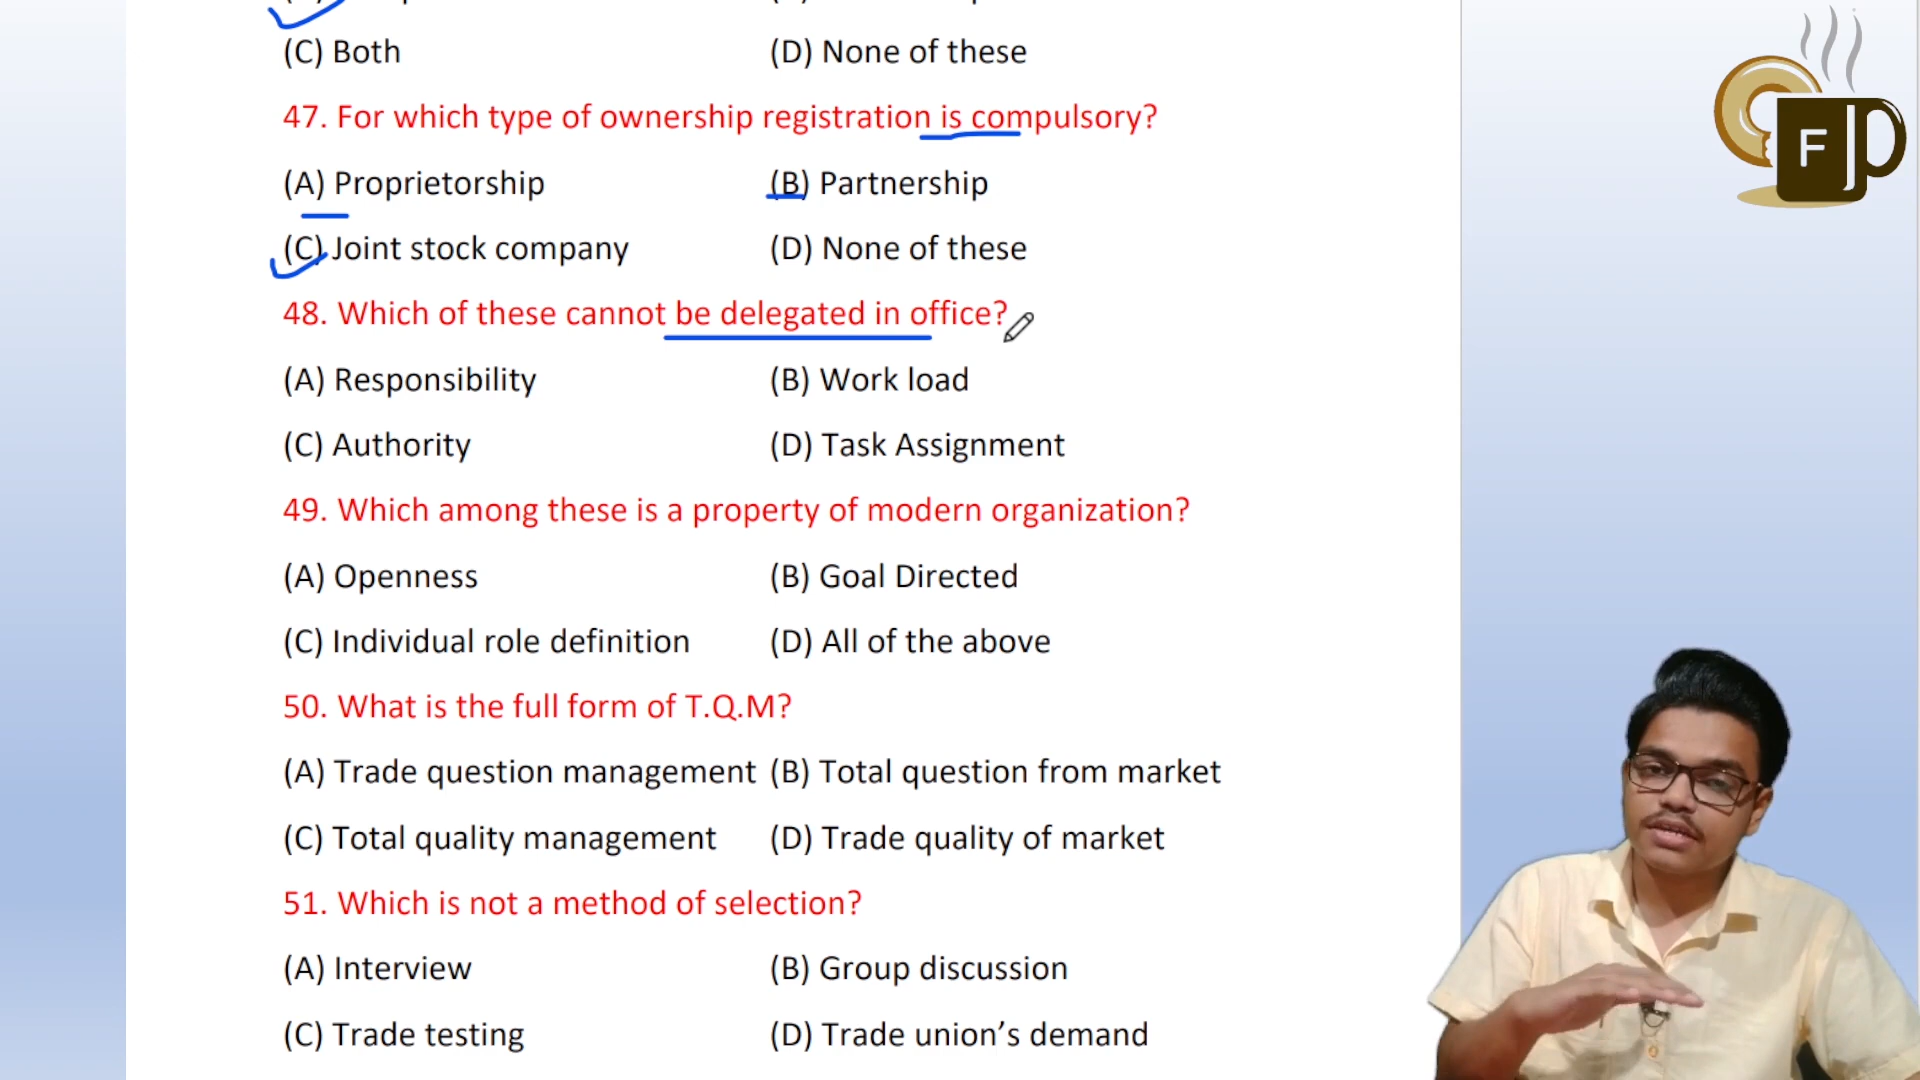 (C) Both (D) None of these
47. For which type of ownership registration is compulsory?
(A) Proprietorship (B) Partnership
(C) Joint stock company (D) None of these
48. Which of these cannot be delegated in office?
(A) Responsibility (B) Work load
(C) Authority (D) Task Assignment
49. Which among these is a property of modern organization?
(A) Openness (B) Goal Directed
(C) Individual role definition (D) All of the above
50. What is the full form of T.Q.M?
(A) Trade question management (B) Total question from market
(C) Total quality management (D) Trade quality of market
51. Which is not a method of selection?
(A) Interview (B) Group discussion
(C) Trade testing (D) Trade union’s demand
F